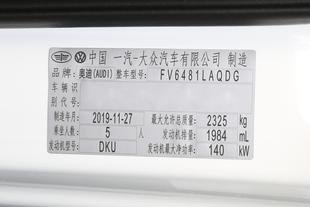 中国 一汽-大众汽车有限公司 制造
品牌:奥迪(AUDI) 整车型号: FV6481LAQDG
车辆识
别代号:
制造年月: 2019-11-27 最大允许总质量: 2325 kg
乘坐人数: 5 人 发动机排量: 1984 mL
发动机型号: DKU 发动机最大净功率: 140 kW